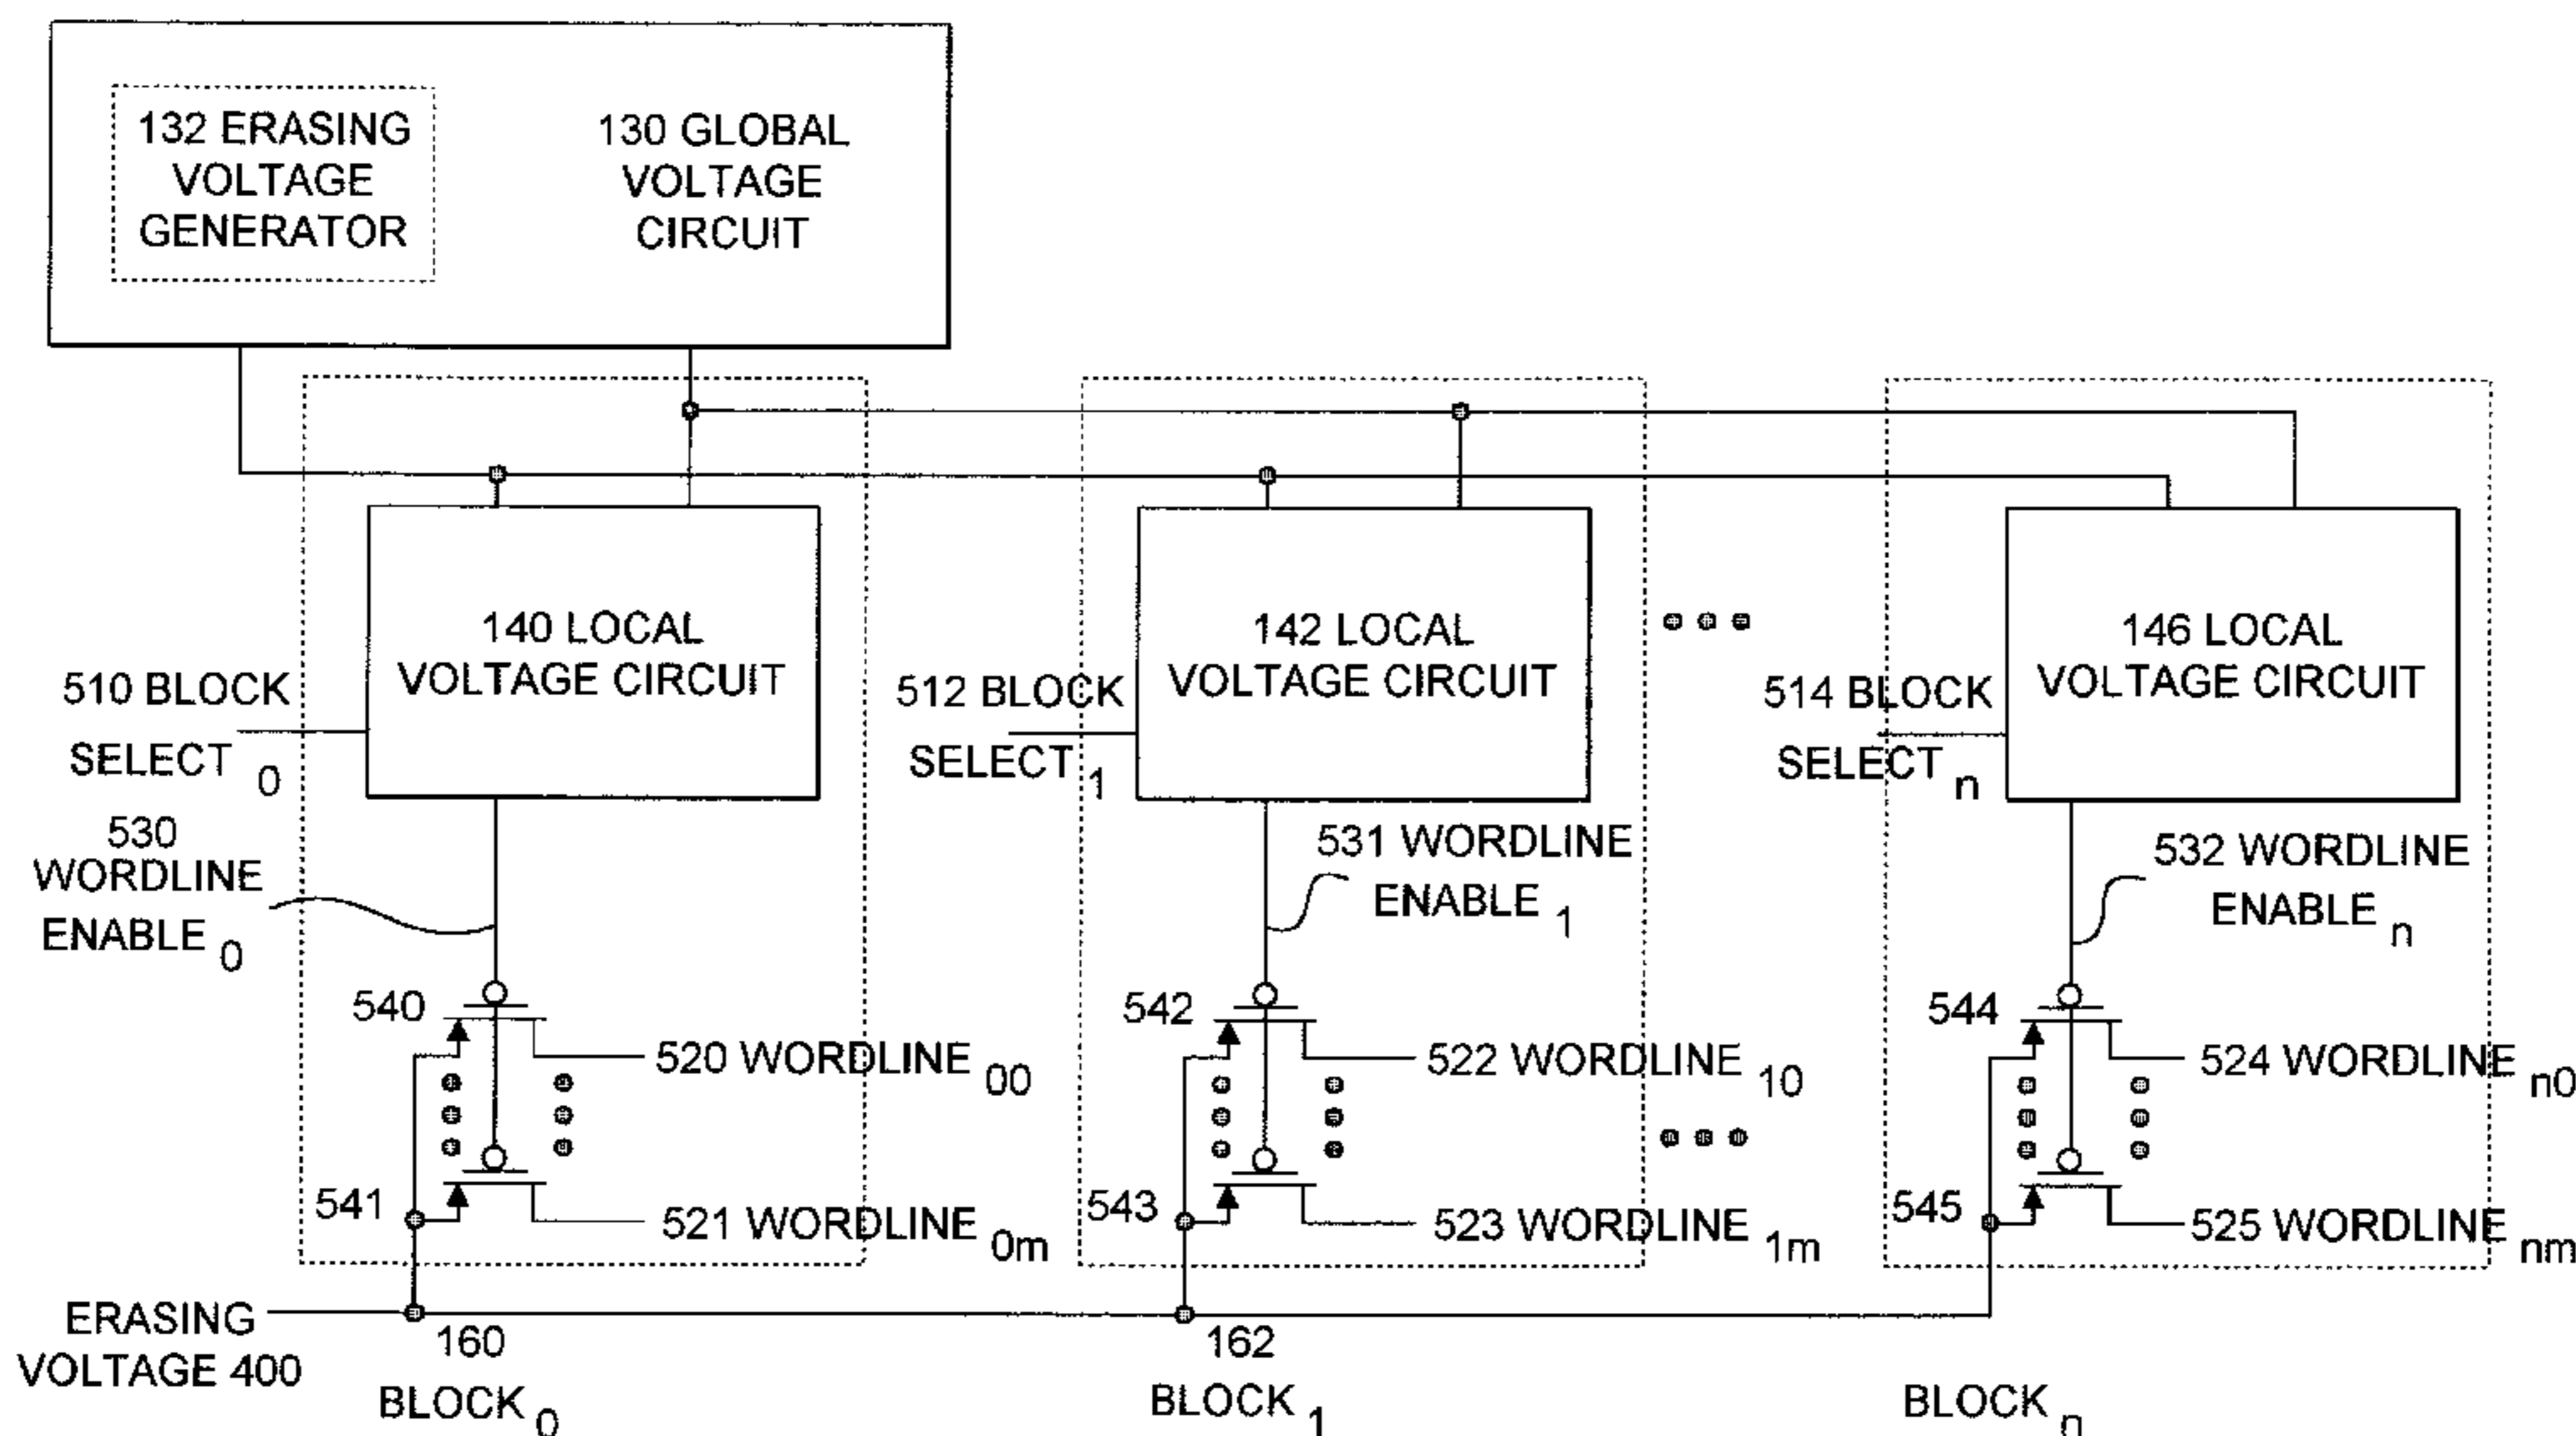 132 ERASING
VOLTAGE
GENERATOR
130 GLOBAL
VOLTAGE
CIRCUIT
140 LOCAL
VOLTAGE CIRCUIT
142 LOCAL
VOLTAGE CIRCUIT
146 LOCAL
VOLTAGE CIRCUIT
510 BLOCK
SELECT 0
512 BLOCK
SELECT 1
514 BLOCK
SELECT n
530
WORDLINE
ENABLE 0
531 WORDLINE
ENABLE 1
532 WORDLINE
ENABLE n
540
520 WORDLINE 00
541
521 WORDLINE 0m
542
522 WORDLINE 10
543
523 WORDLINE 1m
544
524 WORDLINE n0
545
525 WORDLINE nm
ERASING
VOLTAGE 400
160
BLOCK 0
162
BLOCK 1
BLOCK n